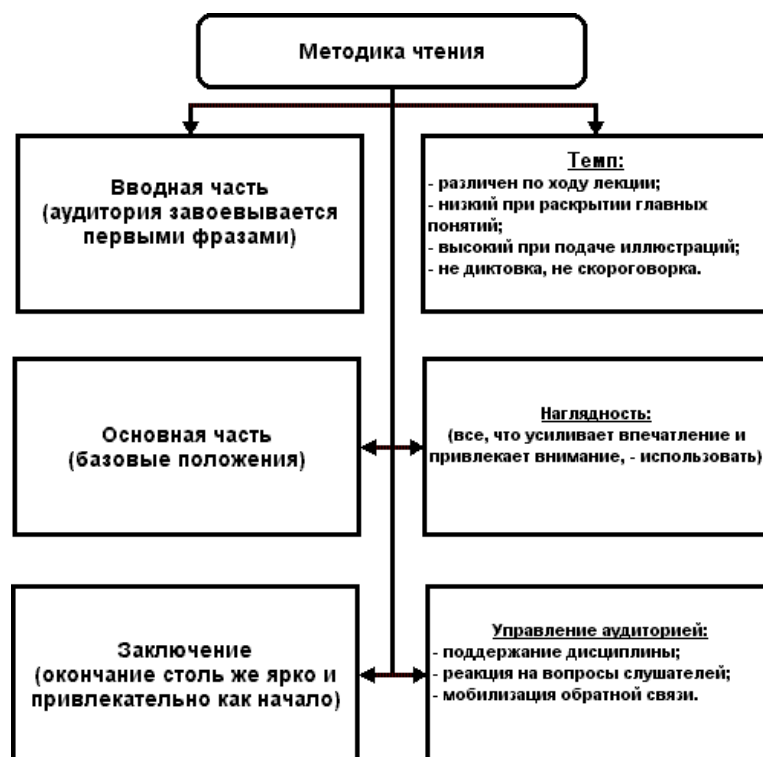 Методика чтения
Вводная часть
(аудитория завоевывается
первыми фразами)
Темп:
- различен по ходу лекции;
- низкий при раскрытии главных
понятий;
- высокий при подаче иллюстраций;
- не диктовка, не скороговорка.
Основная часть
(базовые положения)
Наглядность:
(все, что усиливает впечатление и
привлекает внимание, - использовать)
Заключение
(окончание столь же ярко и
привлекательно как начало)
Управление аудиторией:
- поддержание дисциплины;
- реакция на вопросы слушателей;
- мобилизация обратной связи.